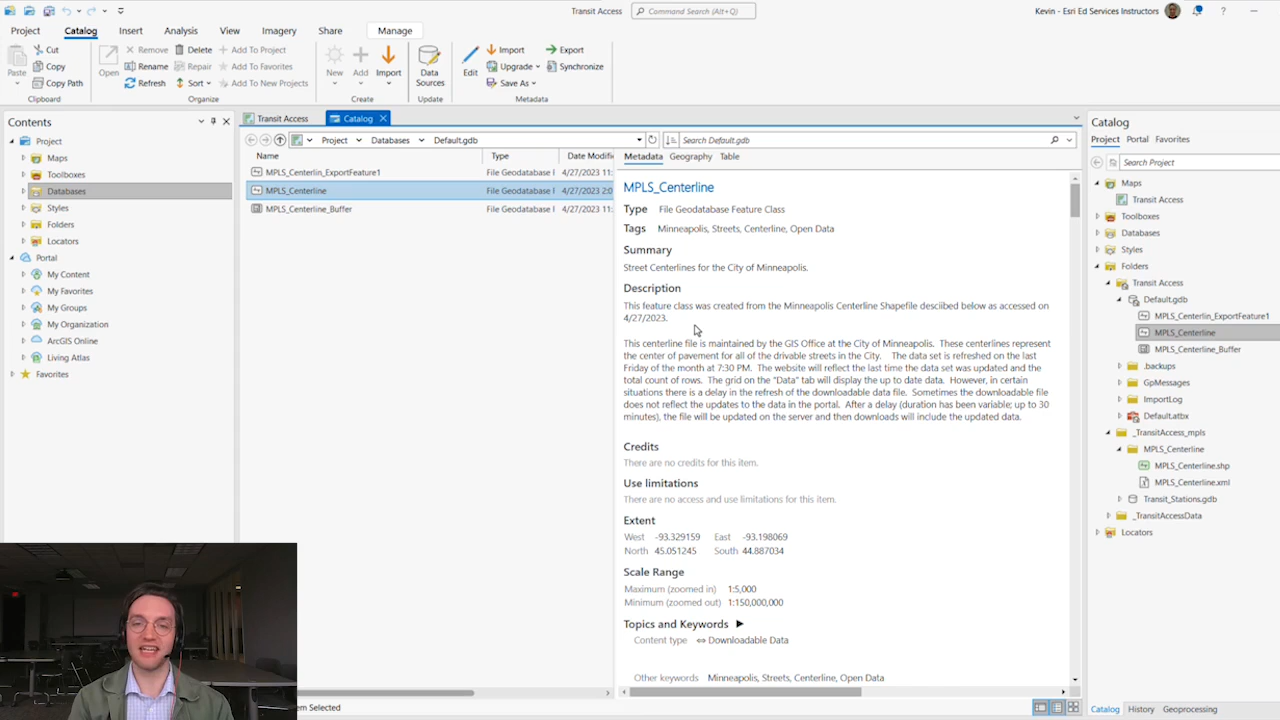 Transit Access
Command Search (Alt+Q)
Kevin - Esri Ed Services Instructors
?
Project
Catalog
Insert
Analysis
View
Imagery
Share
Manage
Paste
Cut
Copy
Copy Path
Clipboard
Open
Remove
Rename
Refresh
Delete
Repair
Sort
Add To Project
Add To Favorites
Add To New Projects
Organize
New
Add
Import
Create
Data
Sources
Update
Edit
Import
Upgrade
Save As
Export
Synchronize
Metadata
Contents
Project
Maps
Toolboxes
Databases
Styles
Folders
Locators
Portal
My Content
My Favorites
My Groups
My Organization
ArcGIS Online
Living Atlas
Favorites
Transit Access
Catalog
Project
Databases
Default.gdb
Search Default.gdb
Name Type Date Modifi
MPLS_Centerlin_ExportFeature1 File Geodatabase 4/27/2023 11:
MPLS_Centerline File Geodatabase 4/27/2023 2:0
MPLS_Centerline_Buffer File Geodatabase 4/27/2023 11:
em Selected
Metadata Geography Table
MPLS_Centerline
Type File Geodatabase Feature Class
Tags Minneapolis, Streets, Centerline, Open Data
Summary
Street Centerlines for the City of Minneapolis.
Description
This feature class was created from the Minneapolis Centerline Shapefile desciibed below as accessed on
4/27/2023.
This centerline file is maintained by the GIS Office at the City of Minneapolis. These centerlines represent
the center of pavement for all of the drivable streets in the City. The data set is refreshed on the last
Friday of the month at 7:30 PM. The website will reflect the last time the data set was updated and the
total count of rows. The grid on the "Data" tab will display the up to date data. However, in certain
situations there is a delay in the refresh of the downloadable data file. Sometimes the downloadable file
does not reflect the updates to the data in the portal. After a delay (duration has been variable; up to 30
minutes), the file will be updated on the server and then downloads will include the updated data.
Credits
There are no credits for this item.
Use limitations
There are no access and use limitations for this item.
Extent
West -93.329159 East -93.198069
North 45.051245 South 44.887034
Scale Range
Maximum (zoomed in) 1:5,000
Minimum (zoomed out) 1:150,000,000
Topics and Keywords
Content type Downloadable Data
Other keywords Minneapolis, Streets, Centerline, Open Data
Catalog
Project Portal Favorites
Search Project
Maps
Transit Access
Toolboxes
Databases
Styles
Folders
Transit Access
Default.gdb
MPLS_Centerlin_ExportFeature1
MPLS_Centerline
MPLS_Centerline_Buffer
.backups
GpMessages
ImportLog
Default.atbx
_TransitAccess_mpls
MPLS_Centerline
MPLS_Centerline.shp
MPLS_Centerline.xml
Transit_Stations.gdb
_TransitAccessData
Locators
Catalog History Geoprocessing